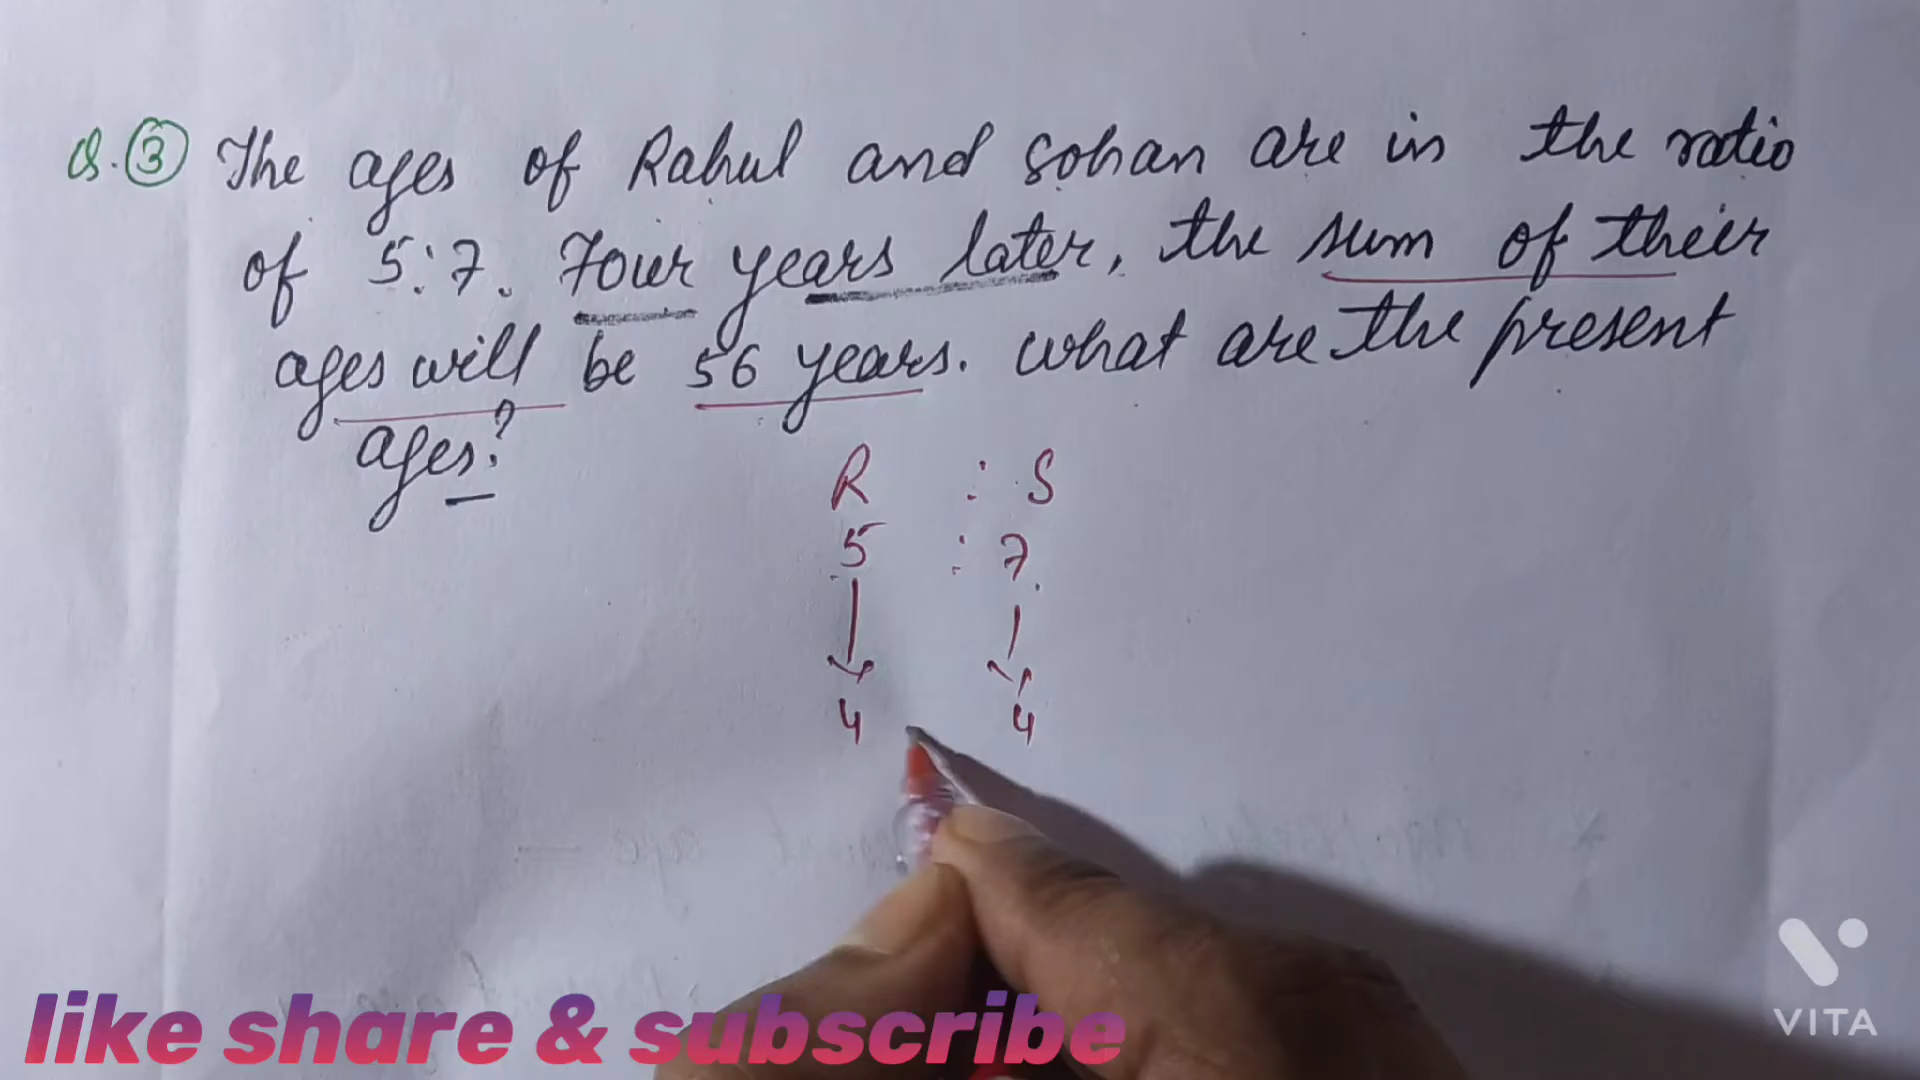 Q. 3 The ages of Rahul and Sohan are in the ratio
of 5:7. Four years later, the sum of their
ages will be 56 years. what are the present
ages?
R : S
5 : 7
4 4
like share & subscribe
VITA